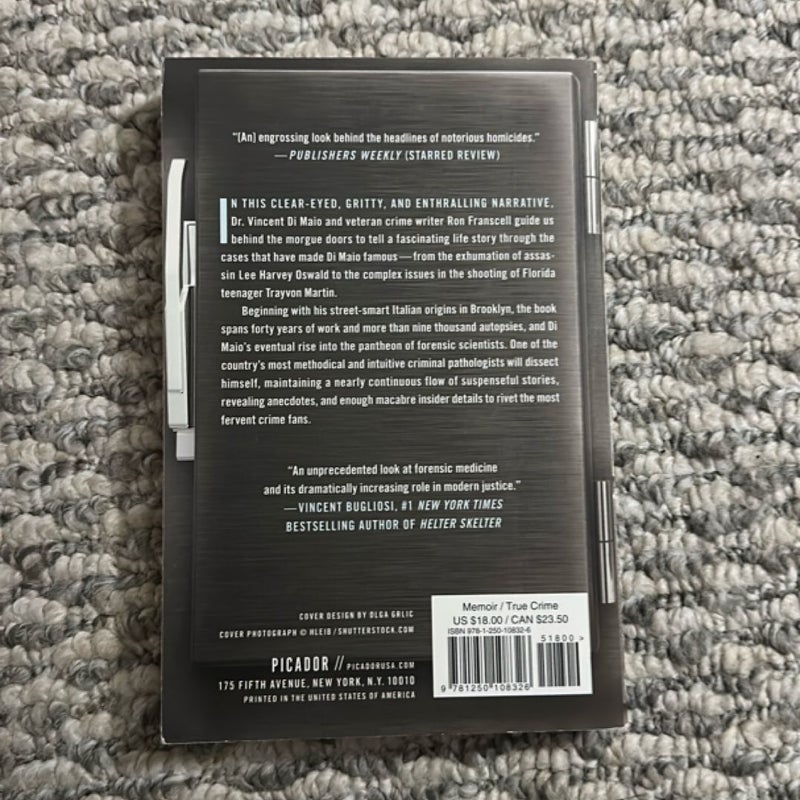 “[An] engrossing look behind the headlines of notorious homicides.”
—PUBLISHERS WEEKLY (STARRED REVIEW)
IN THIS CLEAR-EYED, GRITTY, AND ENTHRALLING NARRATIVE,
Dr. Vincent Di Maio and veteran crime writer Ron Franscell guide us
behind the morgue doors to tell a fascinating life story through the
cases that have made Di Maio famous—from the exhumation of assas-
sin Lee Harvey Oswald to the complex issues in the shooting of Florida
teenager Trayvon Martin.
Beginning with his street-smart Italian origins in Brooklyn, the book
spans forty years of work and more than nine thousand autopsies, and Di
Maio's eventual rise into the pantheon of forensic scientists. One of the
country's most methodical and intuitive criminal pathologists will dissect
himself, maintaining a nearly continuous flow of suspenseful stories,
revealing anecdotes, and enough macabre insider details to rivet the most
fervent crime fans.
“An unprecedented look at forensic medicine
and its dramatically increasing role in modern justice.”
—VINCENT BUGLIOSI, #1 NEW YORK TIMES
BESTSELLING AUTHOR OF HELTER SKELTER
COVER DESIGN BY OLGA GRLIC
COVER PHOTOGRAPH © HLEIB/SHUTTERSTOCK.COM
PICADOR // PICADORUSA.COM
175 FIFTH AVENUE, NEW YORK, N.Y. 10010
PRINTED IN THE UNITED STATES OF AMERICA
Memoir / True Crime
US $18.00 / CAN $23.50
ISBN 978-1-250-10832-6
51800>
9 781250 108326